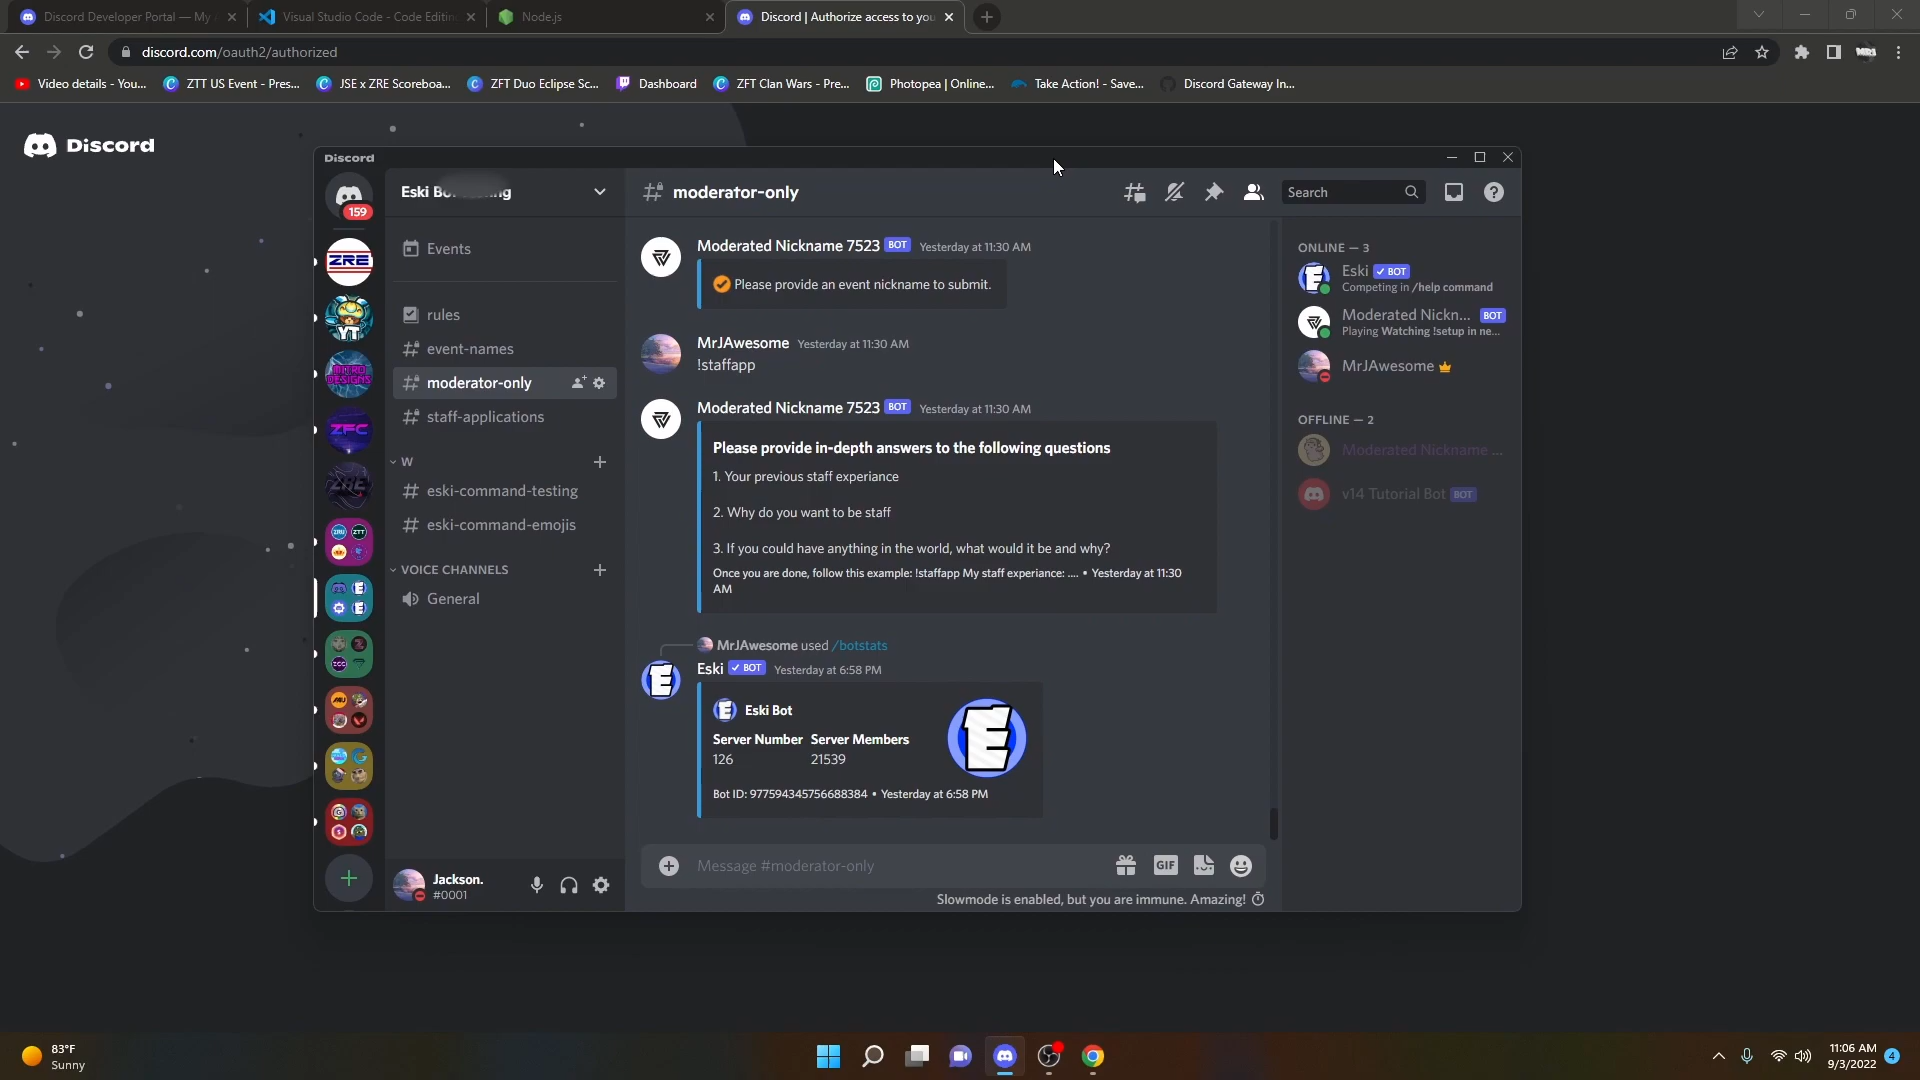 Discord Developer Portal — My A
Visual Studio Code - Code Editin
Node.js
Discord | Authorize access to you
discord.com/oauth2/authorized
Video details - You...
ZTT US Event - Pres...
JSE x ZRE Scoreboa...
ZFT Duo Eclipse Sc...
Dashboard
ZFT Clan Wars - Pre...
Photopea | Online...
Take Action! - Save...
Discord Gateway In...
Discord
Discord
159
ZRE
YT
NITRO
DESIGNS
ZFC
ZRE
Events
rules
event-names
moderator-only
staff-applications
W
eski-command-testing
eski-command-emojis
VOICE CHANNELS
General
Jackson.
#0001
moderator-only
Search
Moderated Nickname 7523 BOT Yesterday at 11:30 AM
Please provide an event nickname to submit.
MrJAwesome Yesterday at 11:30 AM
!staffapp
Moderated Nickname 7523 BOT Yesterday at 11:30 AM
Please provide in-depth answers to the following questions
1. Your previous staff experiance
2. Why do you want to be staff
3. If you could have anything in the world, what would it be and why?
Once you are done, follow this example: !staffapp My staff experiance: .... • Yesterday at 11:30
AM
MrJAwesome used /botstats
Eski ✓ BOT Yesterday at 6:58 PM
Eski Bot
Server Number Server Members
126 21539
Bot ID: 977594345756688384 • Yesterday at 6:58 PM
Message #moderator-only
GIF
Slowmode is enabled, but you are immune. Amazing!
ONLINE — 3
Eski ✓ BOT
Competing in /help command
Moderated Nickn... BOT
Playing Watching !setup in ne...
MrJAwesome
OFFLINE — 2
Moderated Nickname ...
v14 Tutorial Bot BOT
83°F
Sunny
11:06 AM
9/3/2022
4